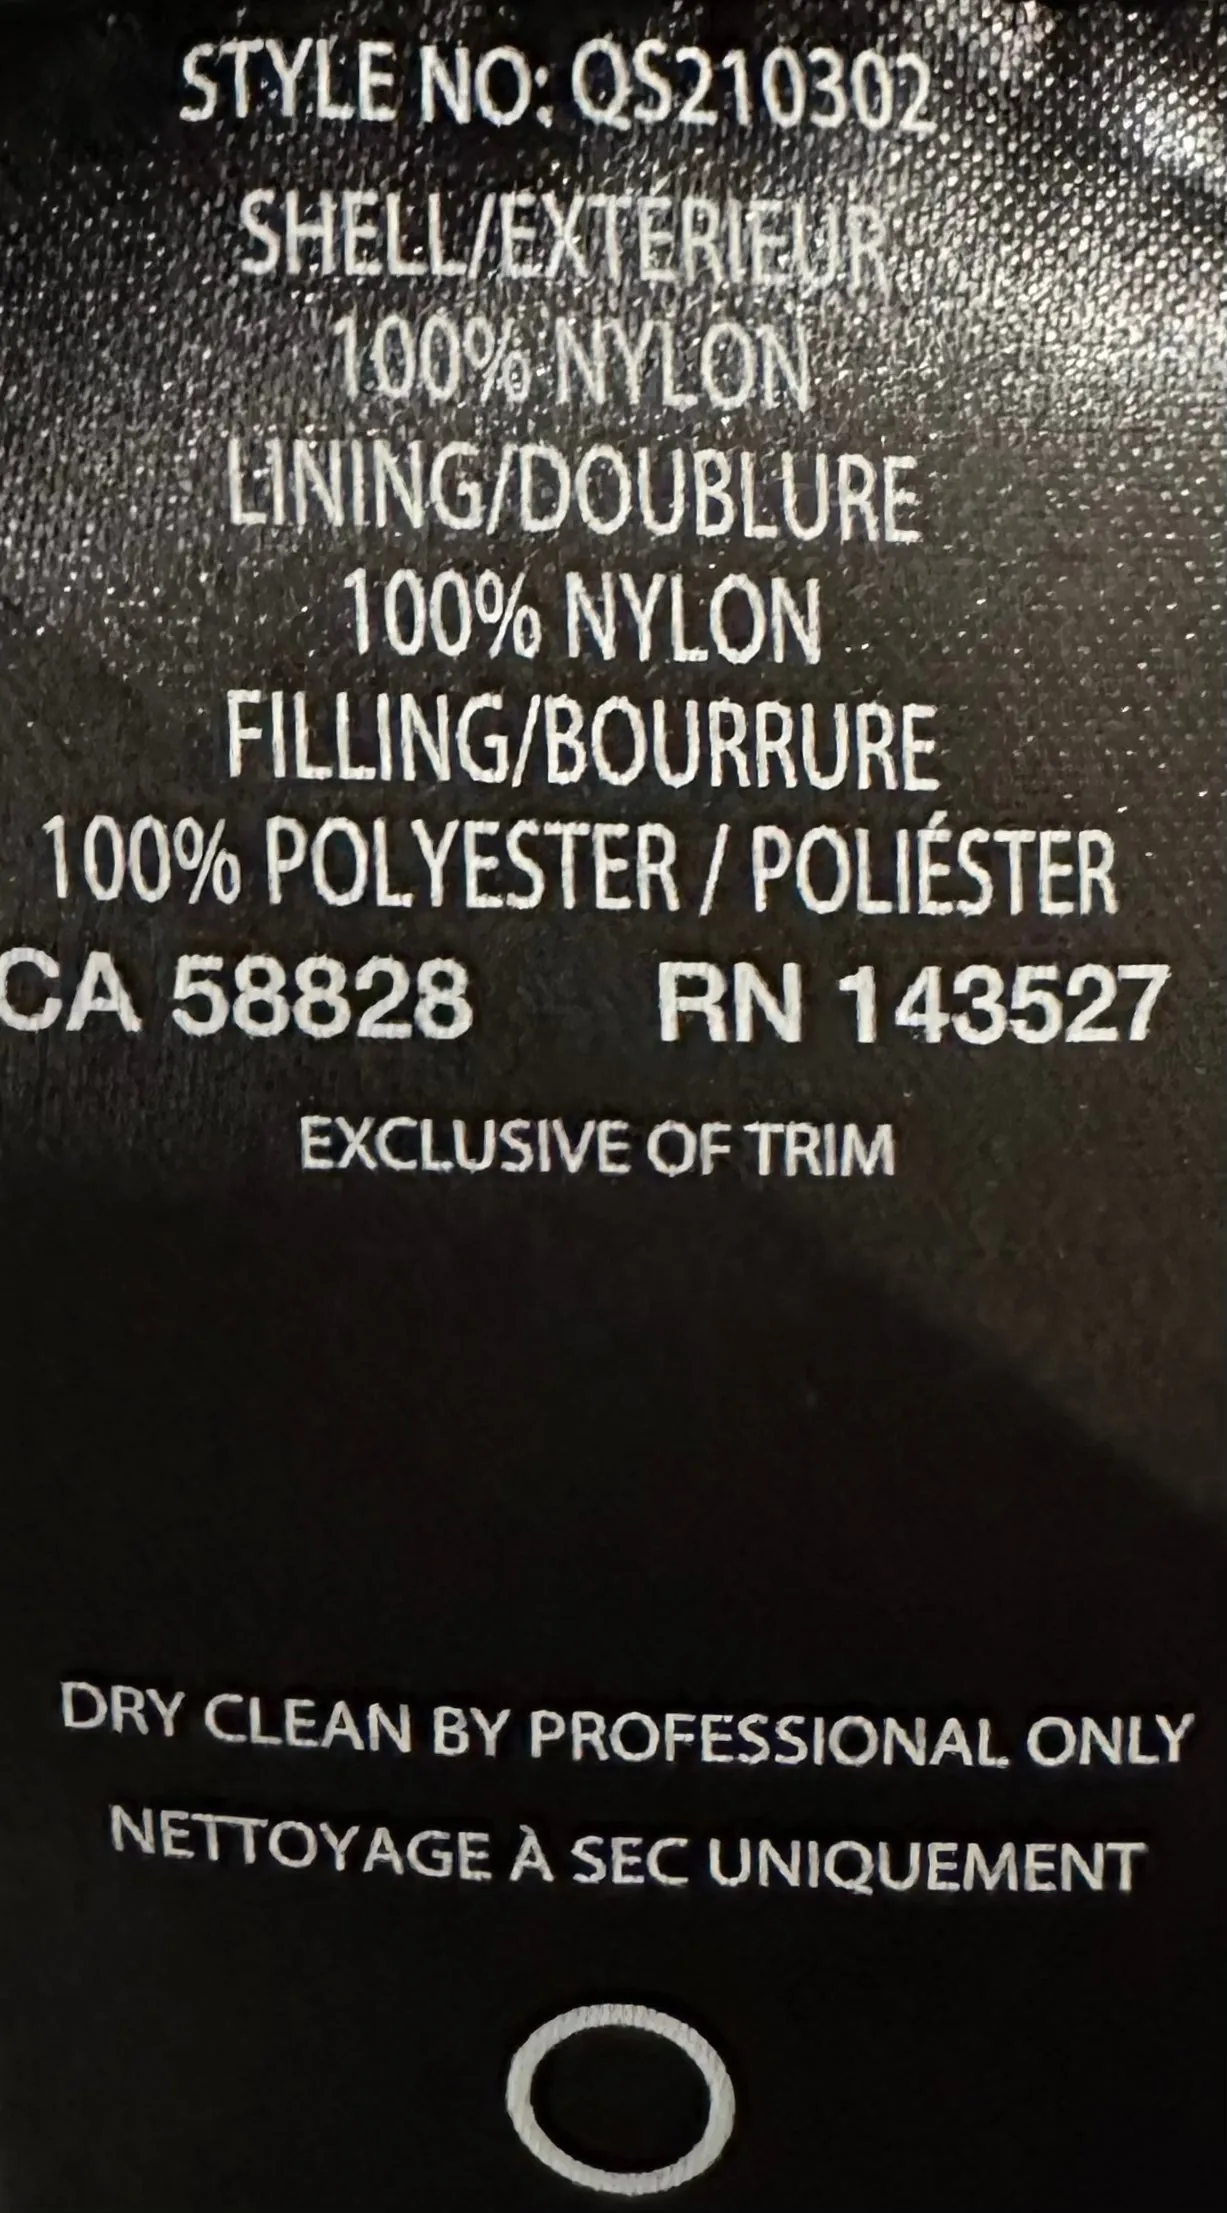 STYLE NO: QS210302
SHELL/EXTÉRIEUR
100% NYLON
LINING/DOUBLURE
100% NYLON
FILLING/BOURRURE
100% POLYESTER / POLIÉSTER
CA 58828 RN 143527
EXCLUSIVE OF TRIM
DRY CLEAN BY PROFESSIONAL ONLY
NETTOYAGE À SEC UNIQUEMENT